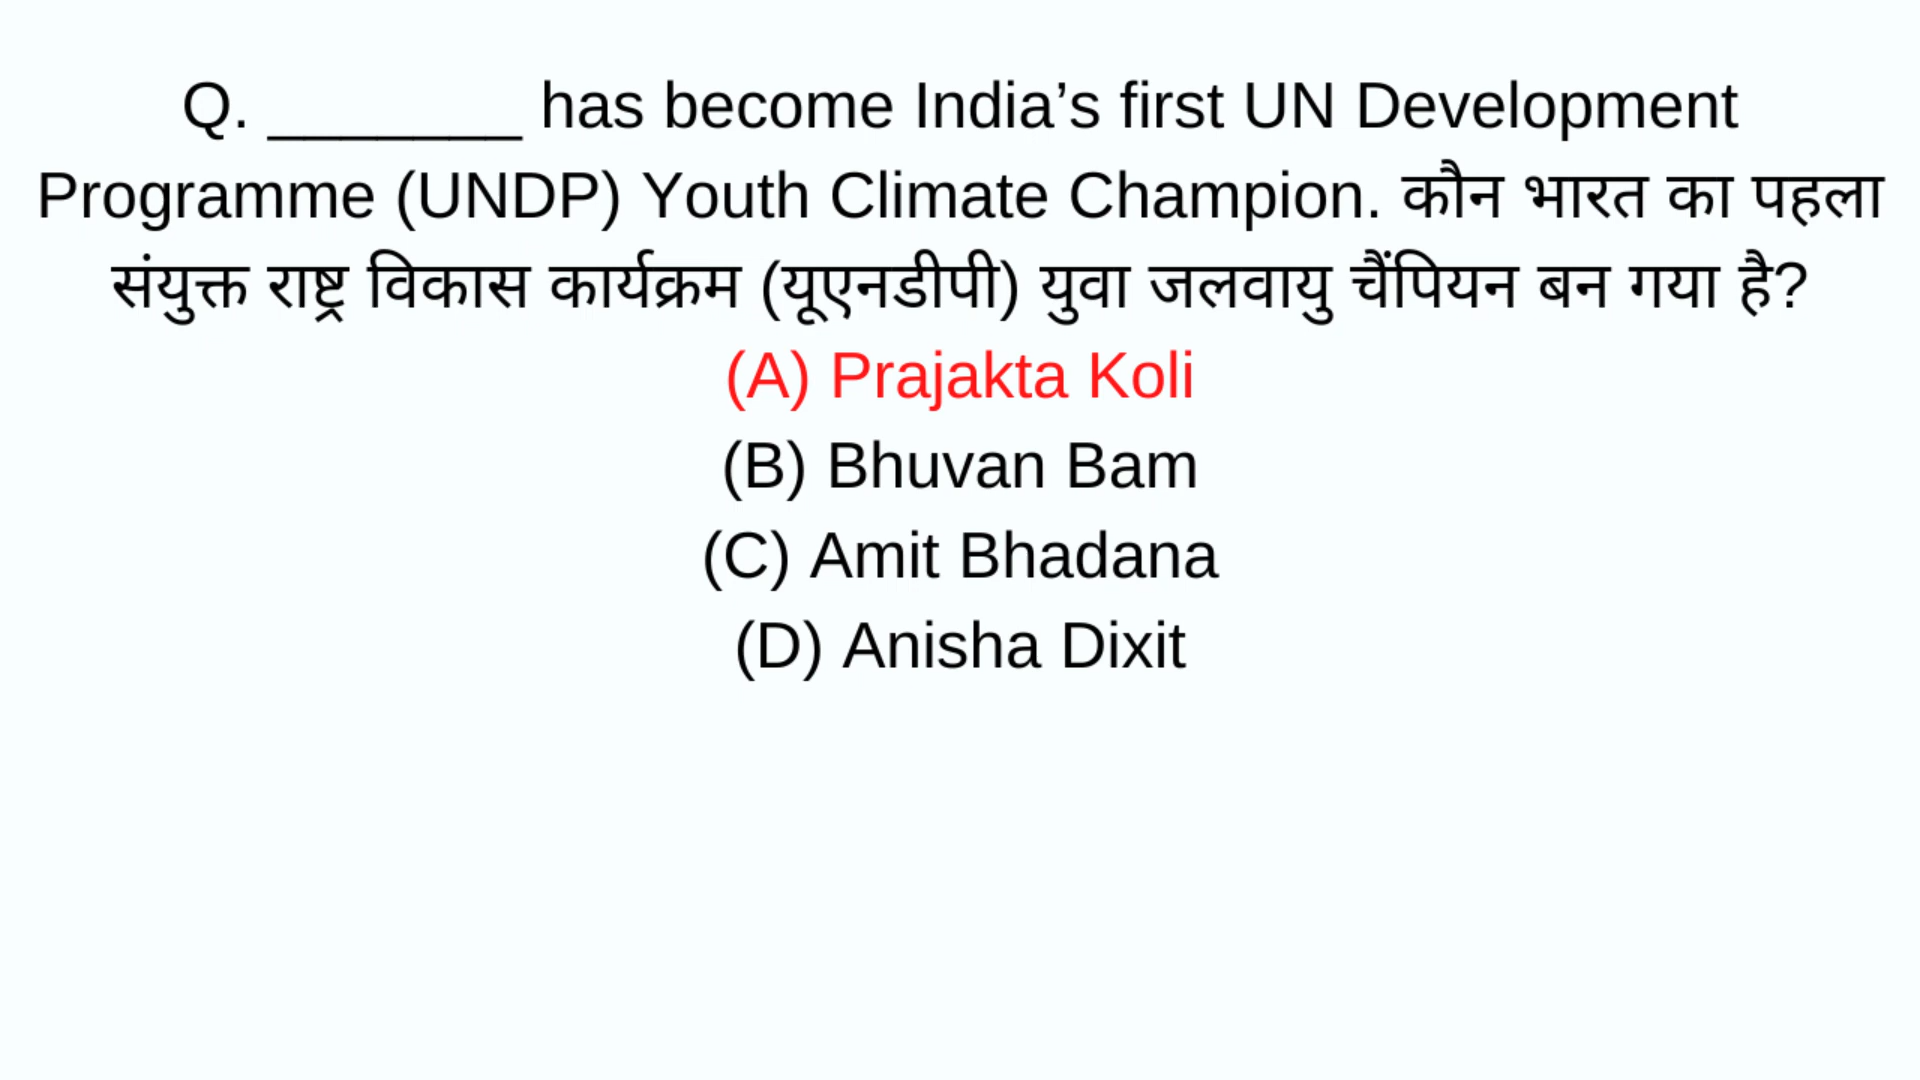 Q. _______ has become India’s first UN Development
Programme (UNDP) Youth Climate Champion. कौन भारत का पहला
संयुक्त राष्ट्र विकास कार्यक्रम (यूएनडीपी) युवा जलवायु चैंपियन बन गया है?
(A) Prajakta Koli
(B) Bhuvan Bam
(C) Amit Bhadana
(D) Anisha Dixit